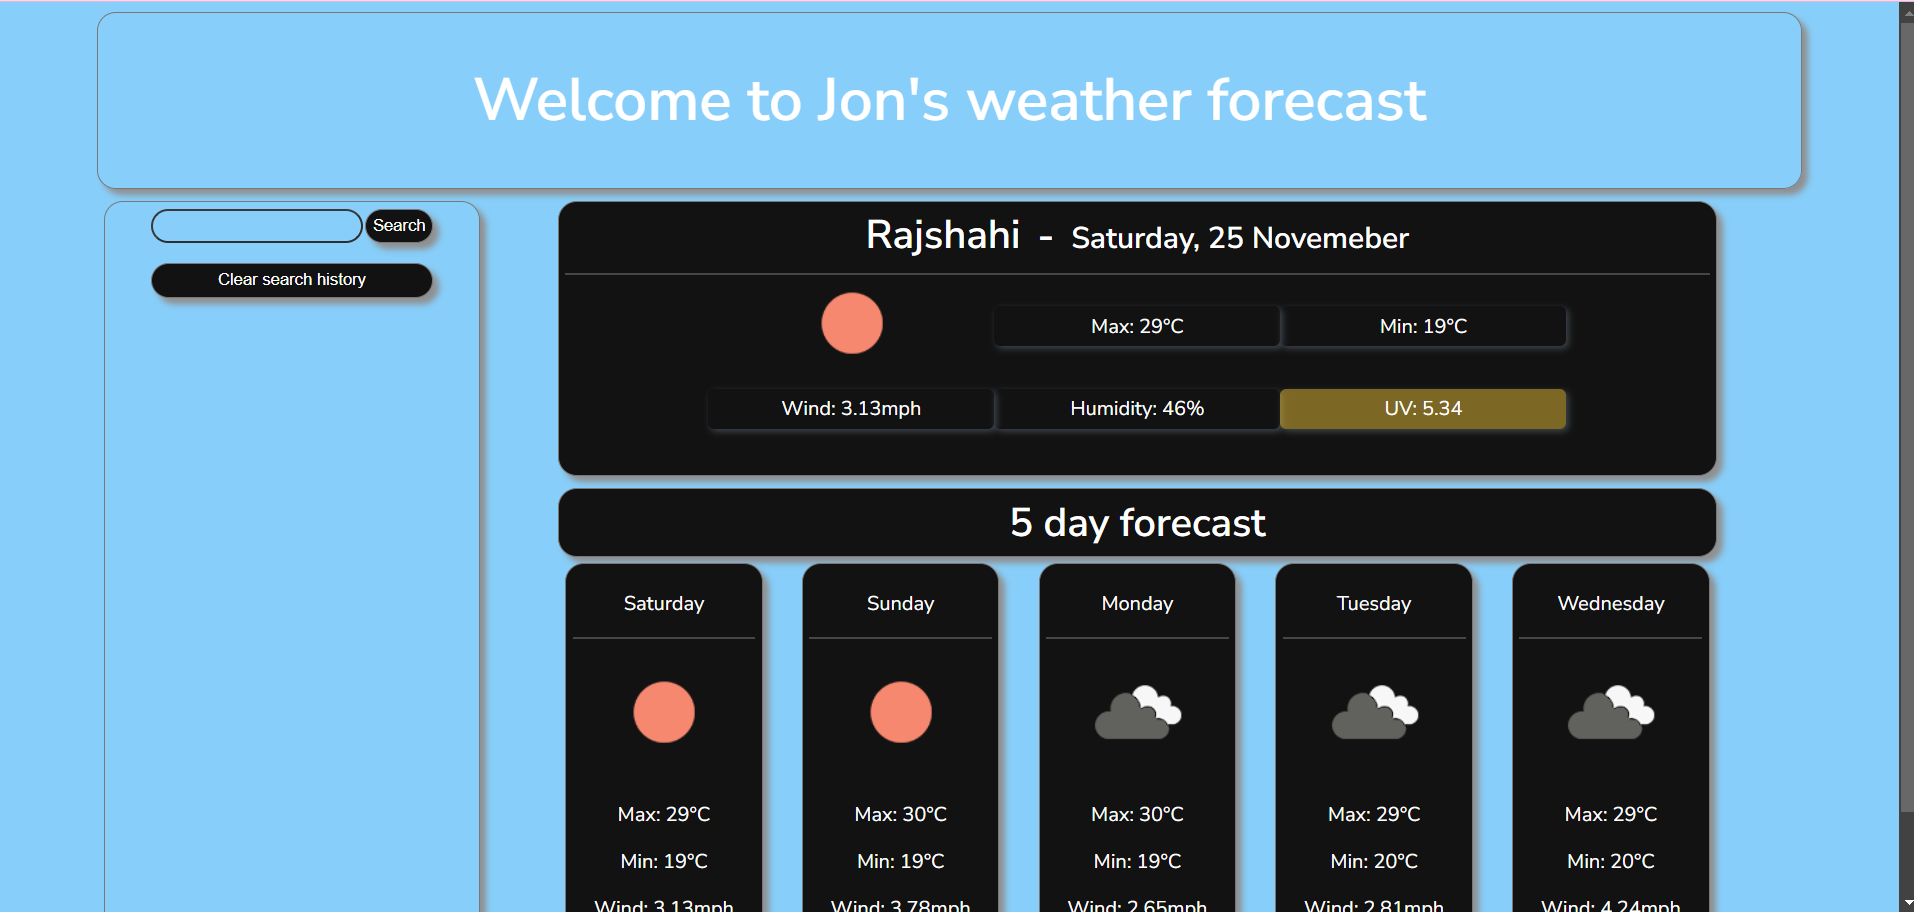 Welcome to Jon's weather forecast
Search
Clear search history
Rajshahi - Saturday, 25 Novemeber
Max: 29°C Min: 19°C
Wind: 3.13mph Humidity: 46% UV: 5.34
5 day forecast
Saturday Sunday Monday Tuesday Wednesday
Max: 29°C Max: 30°C Max: 30°C Max: 29°C Max: 29°C
Min: 19°C Min: 19°C Min: 19°C Min: 20°C Min: 20°C
Wind: 3.13mph Wind: 3.78mph Wind: 2.65mph Wind: 2.81mph Wind: 4.24mph